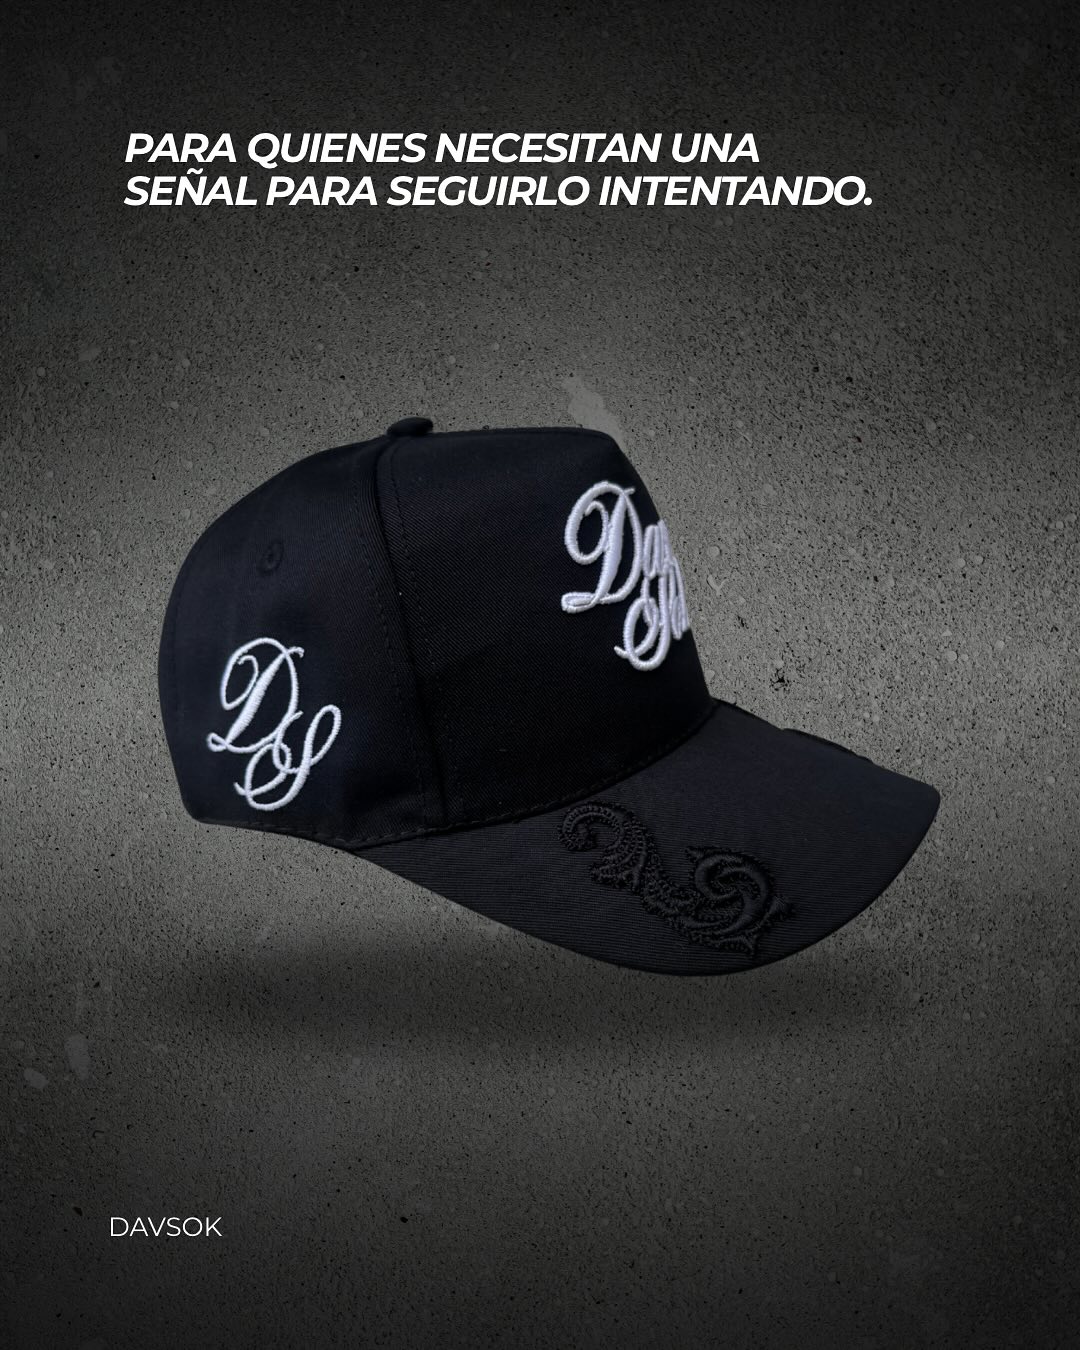 PARA QUIENES NECESITAN UNA
SEÑAL PARA SEGUIRLO INTENTANDO.
DS
DAVSOK